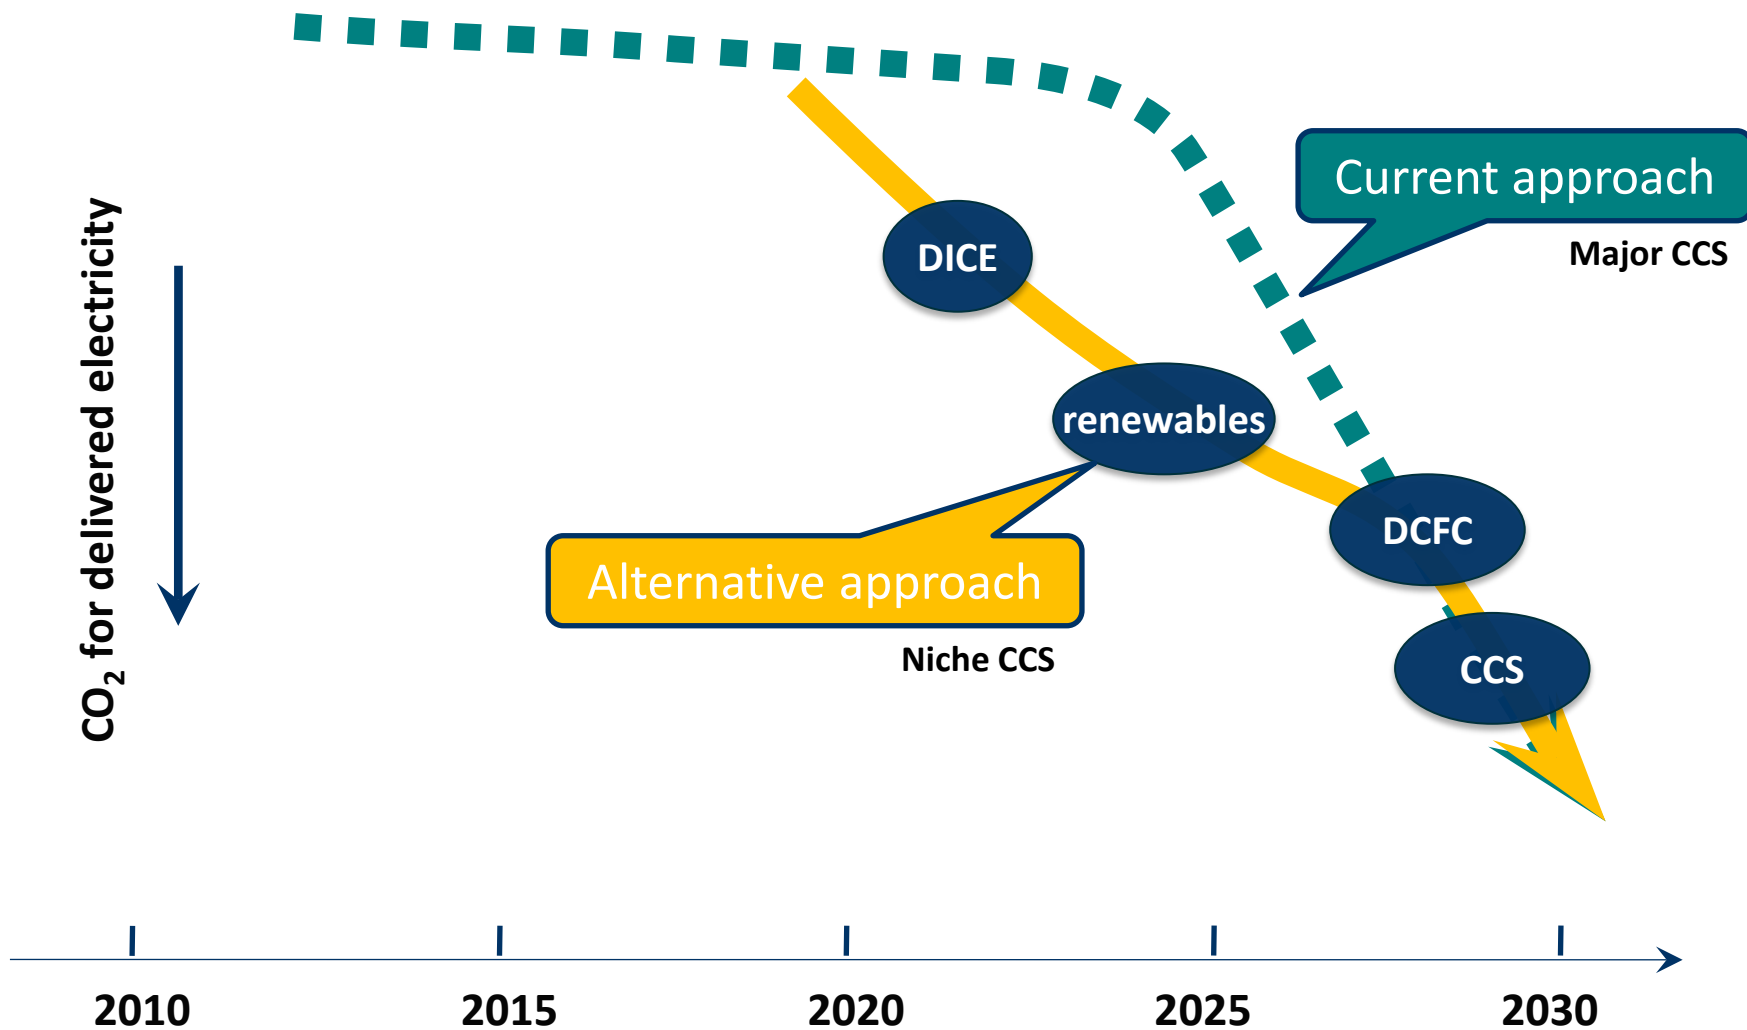 Current approach
Major CCS
DICE
renewables
DCFC
Alternative approach
Niche CCS
CCS
CO₂ for delivered electricity
2010
2015
2020
2025
2030